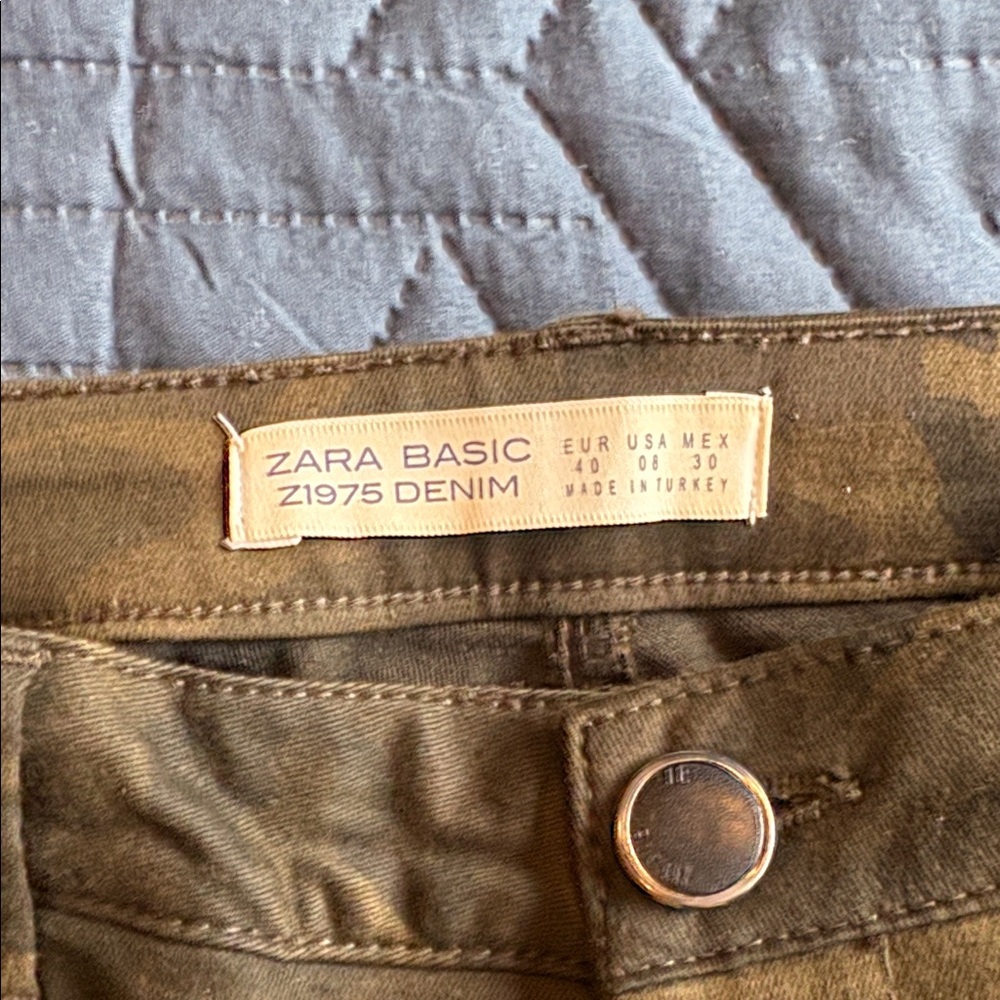 ZARA BASIC
Z1975 DENIM
EUR USA MEX
40 08 30
MADE IN TURKEY